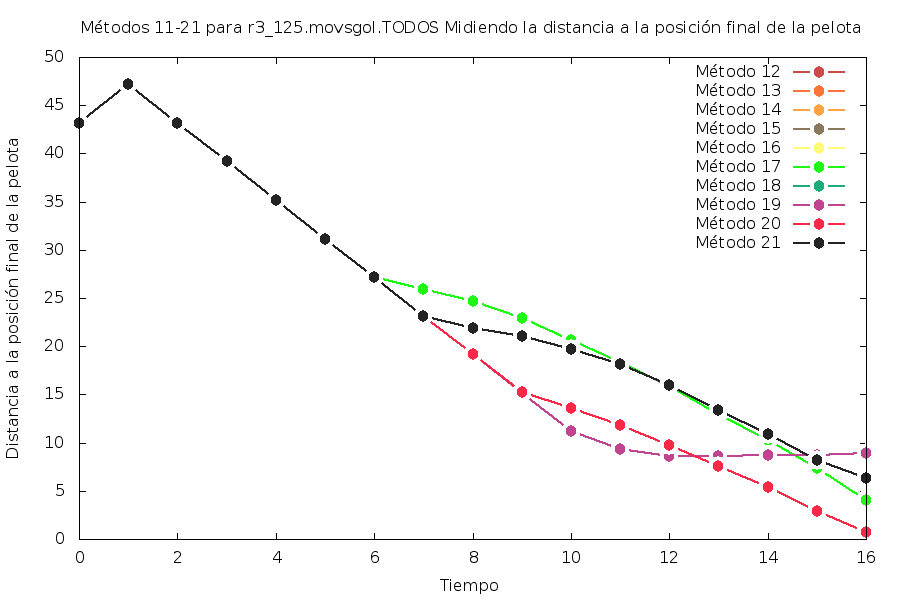 Métodos 11-21 para r3_125.movsgol.TODOS Midiendo la distancia a la posición final de la pelota
Distancia a la posición final de la pelota
50
45
40
35
30
25
20
15
10
5
0
Método 12
Método 13
Método 14
Método 15
Método 16
Método 17
Método 18
Método 19
Método 20
Método 21
0 2 4 6 8 10 12 14 16
Tiempo